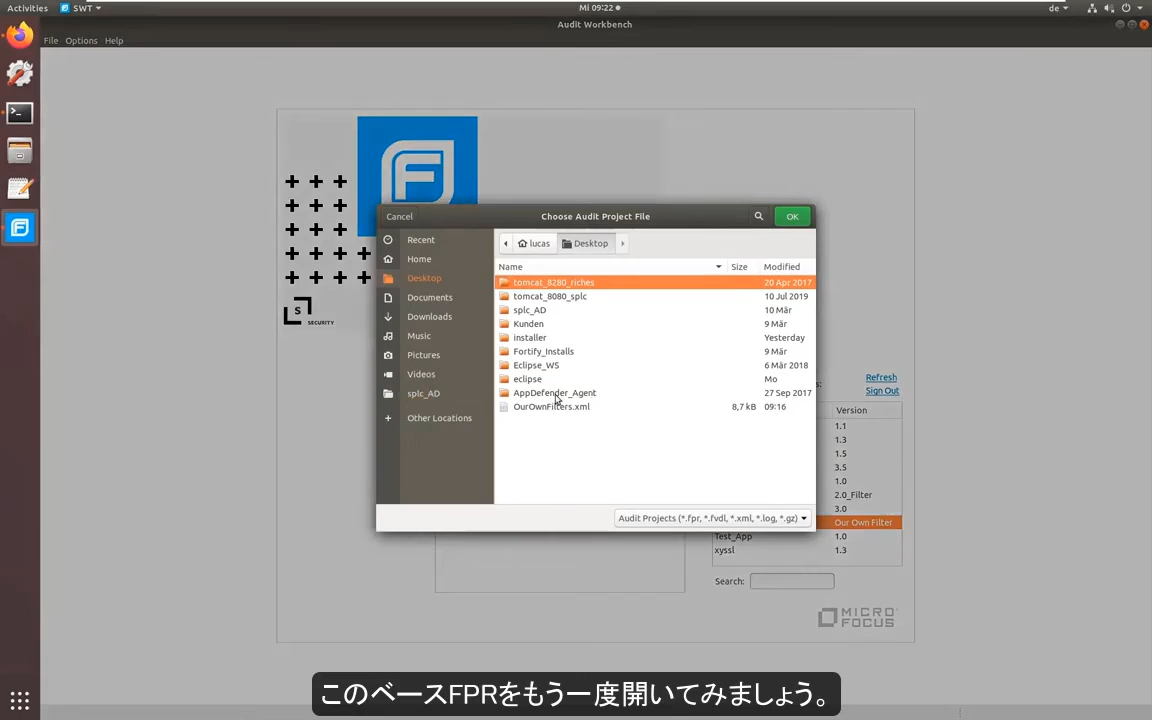 Activities
SWT
Mi 09:22
de
Audit Workbench
File Options Help
S
SECURITY
Cancel
Choose Audit Project File
OK
Recent
Home
Desktop
Documents
Downloads
Music
Pictures
Videos
splc_AD
Other Locations
lucas
Desktop
Name Size Modified
tomcat_8280_riches 20 Apr 2017
tomcat_8080_splc 10 Jul 2019
splc_AD 10 Mär
Kunden 9 Mär
installer Yesterday
Fortify_Installs 9 Mär
Eclipse_WS 6 Mär 2018
eclipse Mo
AppDefender_Agent 27 Sep 2017
OurOwnFilters.xml 8,7 kB 09:16
Audit Projects (*.fpr, *.fvdl, *.xml, *.log, *.gz)
s:
Refresh
Sign Out
Version
1.1
1.3
1.5
3.5
1.0
2.0_Filter
3.0
Our Own Filter
Test_App 1.0
xyssl 1.3
Search:
MICRO
FOCUS
このベースFPRをもう一度開いてみましょう。